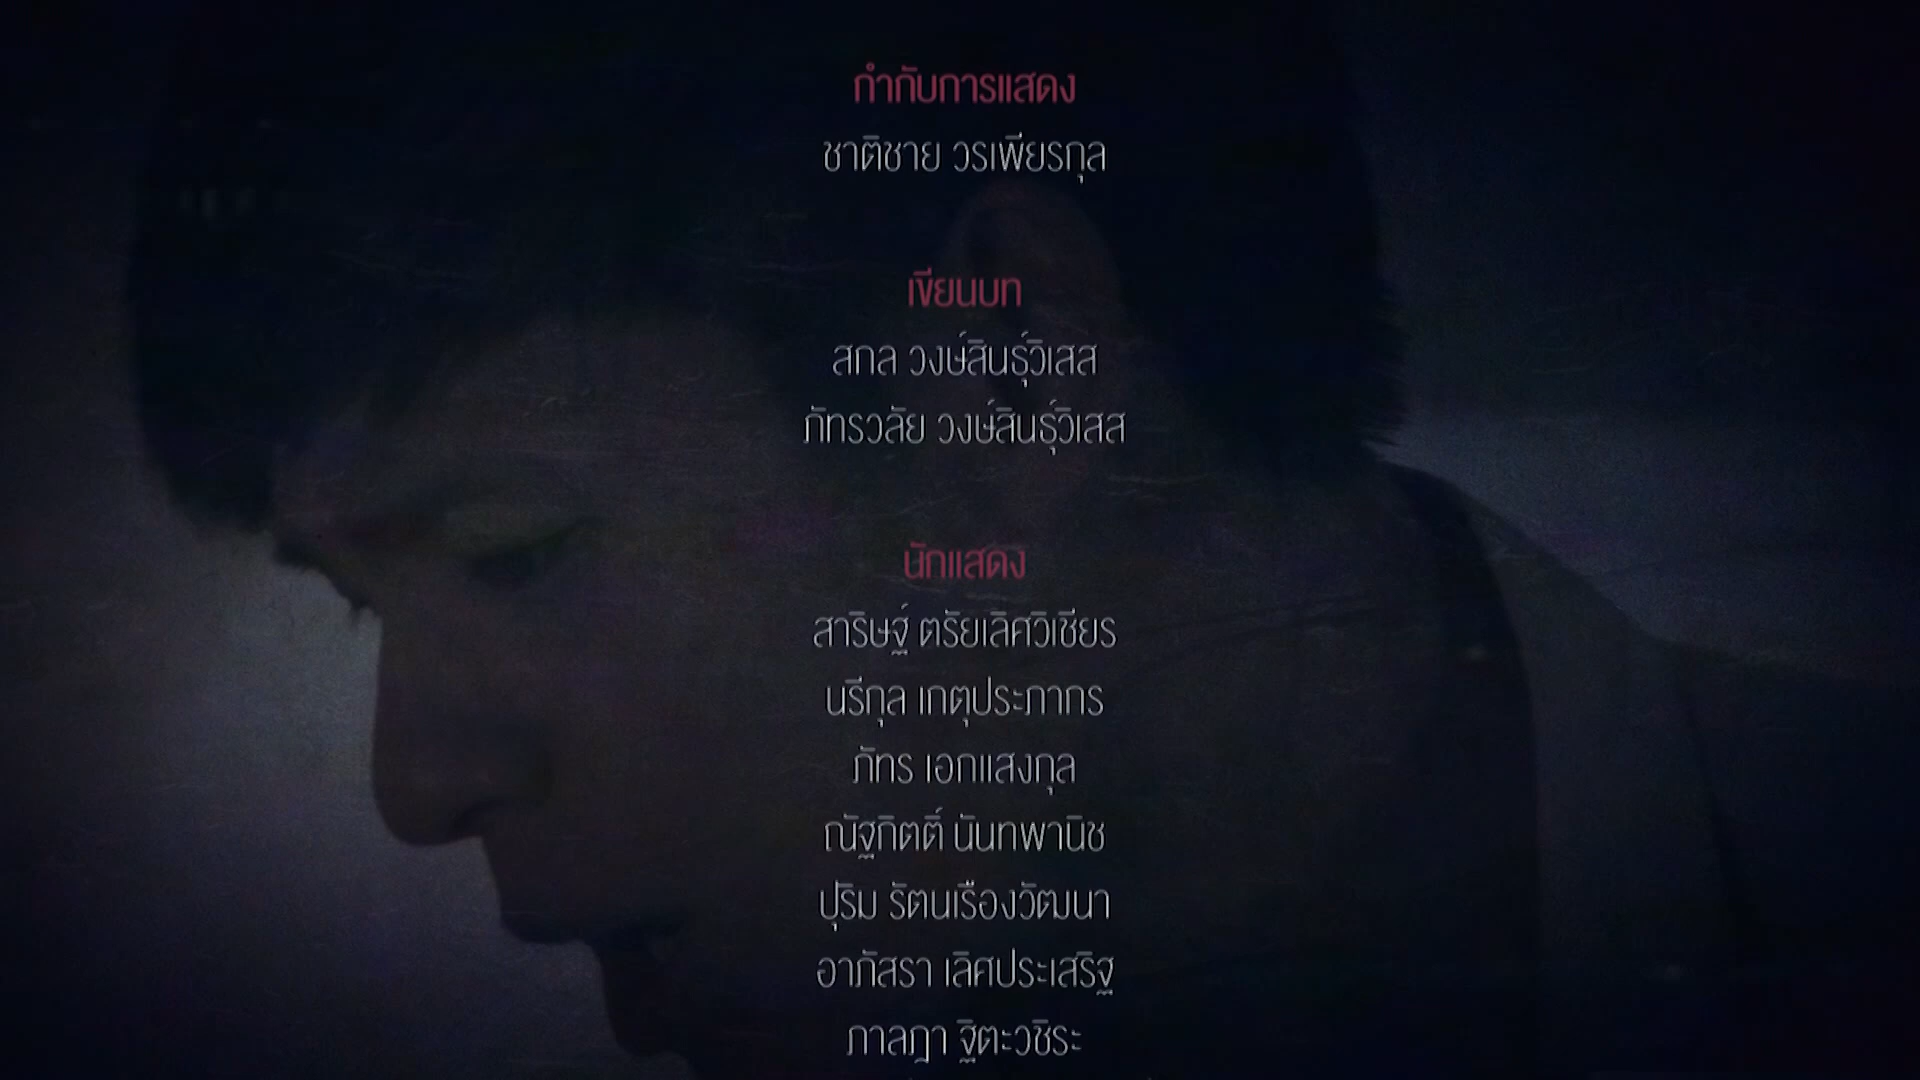 กำกับการแสดง
ชาติชาย วรเพียรกุล
เขียนบท
สกล วงษ์สินธุ์วิเสส
ภัทรวลัย วงษ์สินธุ์วิเสส
นักแสดง
สาริษฐ์ ตรัยเลิศวิเชียร
นรีกุล เกตุประภากร
ภัทร เอกแสงกุล
ณัฐกิตติ์ นันทพานิช
ปุริม รัตนเรืองวัฒนา
อาภัสรา เลิศประเสริฐ
ภาลฎา ฐิตะวชิระ